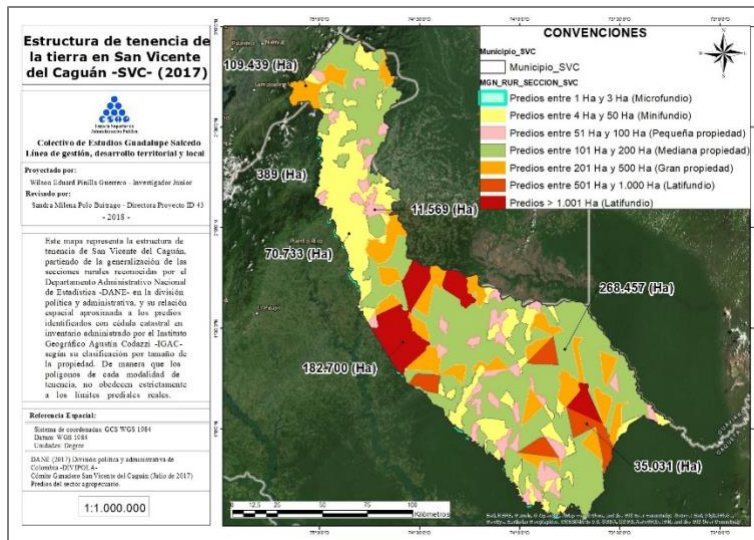 Estructura de tenencia de
la tierra en San Vicente
del Caguán -SVC- (2017)
Colectivo de Estudios Guadalupe Salcedo
Línea de gestión, desarrollo territorial y local
Proyectado por:
Wilson Eduard Pinilla Guerrero - Investigador Junior
Revisado por:
Sandra Milena Polo Buitrago - Directora Proyecto ID 45
- 2018 -
Este mapa representa la estructura de
tenencia de San Vicente del Caguán,
partiendo de la generalización de las
secciones rurales reconocidas por el
Departamento Administrativo Nacional
de Estadística -DANE- en la división
política y administrativa, y su relación
espacial aproximada a los predios
identificados con cédula catastral en
inventario administrado por el Instituto
Geográfico Agustín Codazzi -IGAC-
según su clasificación por tamaño de
la propiedad. De manera que los
polígonos de cada modalidad de
tenencia, no obedecen estrictamente
a los límites prediales reales.
Referencia Espacial:
Sistema de coordenadas: GCS WGS 1984
Datum: WGS 1984
Unidades: Degree
DANE (2017) División política y administrativa de
Colombia -DIVIPOLA-
Cómite Ganadero San Vicente del Caguán (Julio de 2017)
Predios del sector agropecuario.
1:1.000.000
CONVENCIONES
Municipio_SVC
Municipio_SVC
MGN_RUR_SECCION_SVC
Predios entre 1 Ha y 3 Ha (Microfundio)
Predios entre 4 Ha y 50 Ha (Minifundio)
Predios entre 51 Ha y 100 Ha (Pequeña propiedad)
Predios entre 101 Ha y 200 Ha (Mediana propiedad)
Predios entre 201 Ha y 500 Ha (Gran propiedad)
Predios entre 501 Ha y 1.000 Ha (Latifundio)
Predios > 1.001 Ha (Latifundio)
109.439 (Ha)
389 (Ha)
11.569 (Ha)
Puerto Rico
70.733 (Ha)
268.457 (Ha)
El Paujil
182.700 (Ha)
35.031 (Ha)
0 12.5 25 50 75 100
Kilómetros